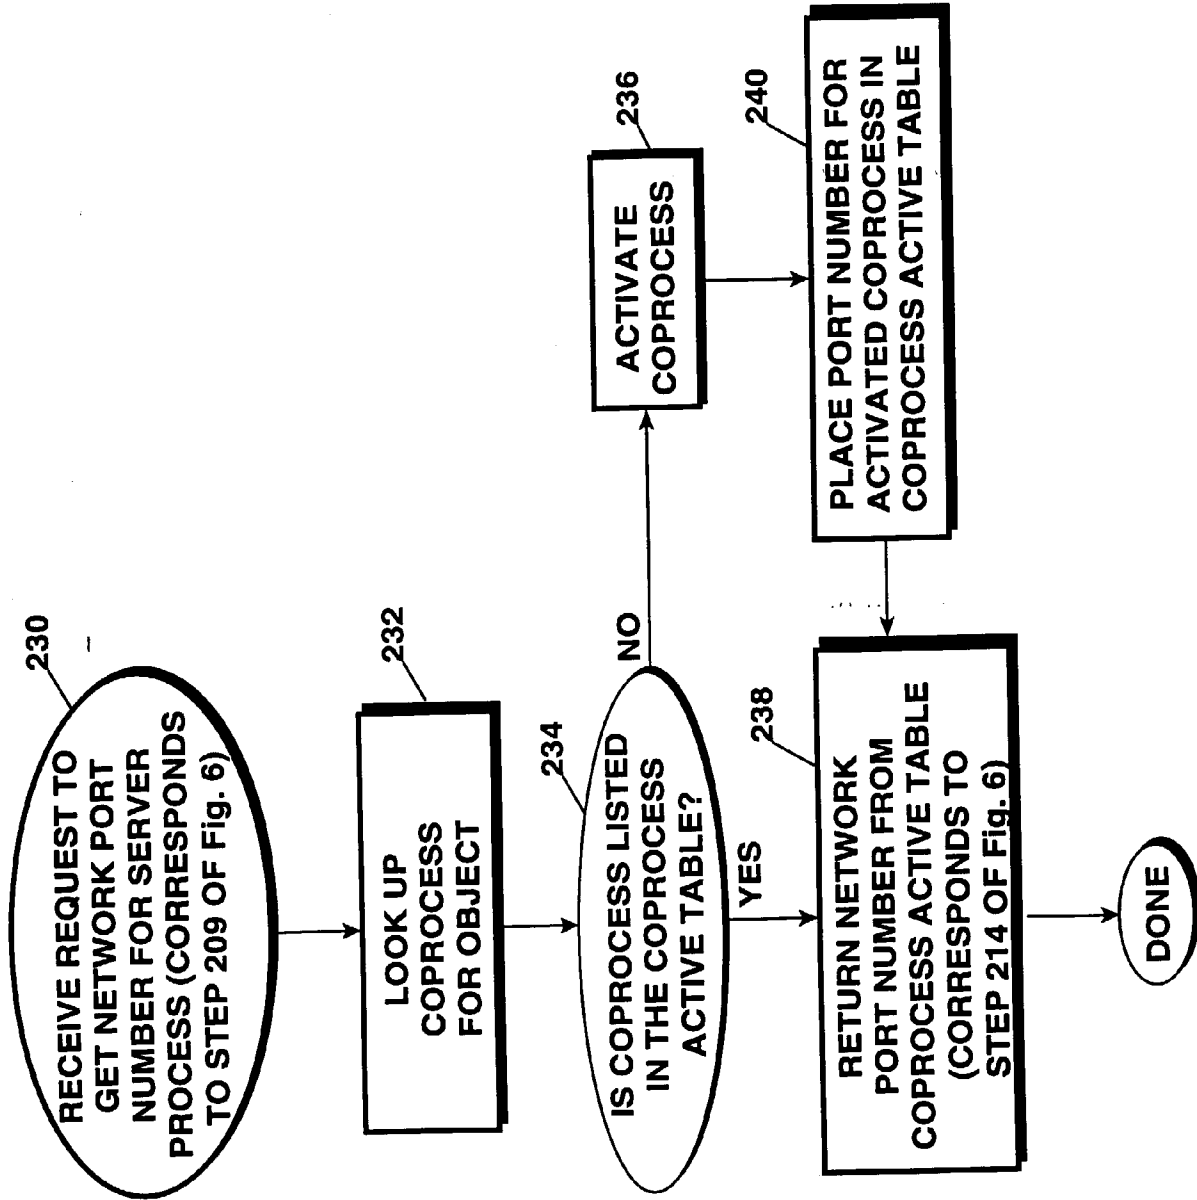 230
RECEIVE REQUEST TO
GET NETWORK PORT
NUMBER FOR SERVER
PROCESS (CORRESPONDS
TO STEP 209 OF Fig. 6)
232
LOOK UP
COPROCESS
FOR OBJECT
234
IS COPROCESS LISTED
IN THE COPROCESS
ACTIVE TABLE?
NO
YES
236
ACTIVATE
COPROCESS
240
PLACE PORT NUMBER FOR
ACTIVATED COPROCESS IN
COPROCESS ACTIVE TABLE
238
RETURN NETWORK
PORT NUMBER FROM
COPROCESS ACTIVE TABLE
(CORRESPONDS TO
STEP 214 OF Fig. 6)
DONE